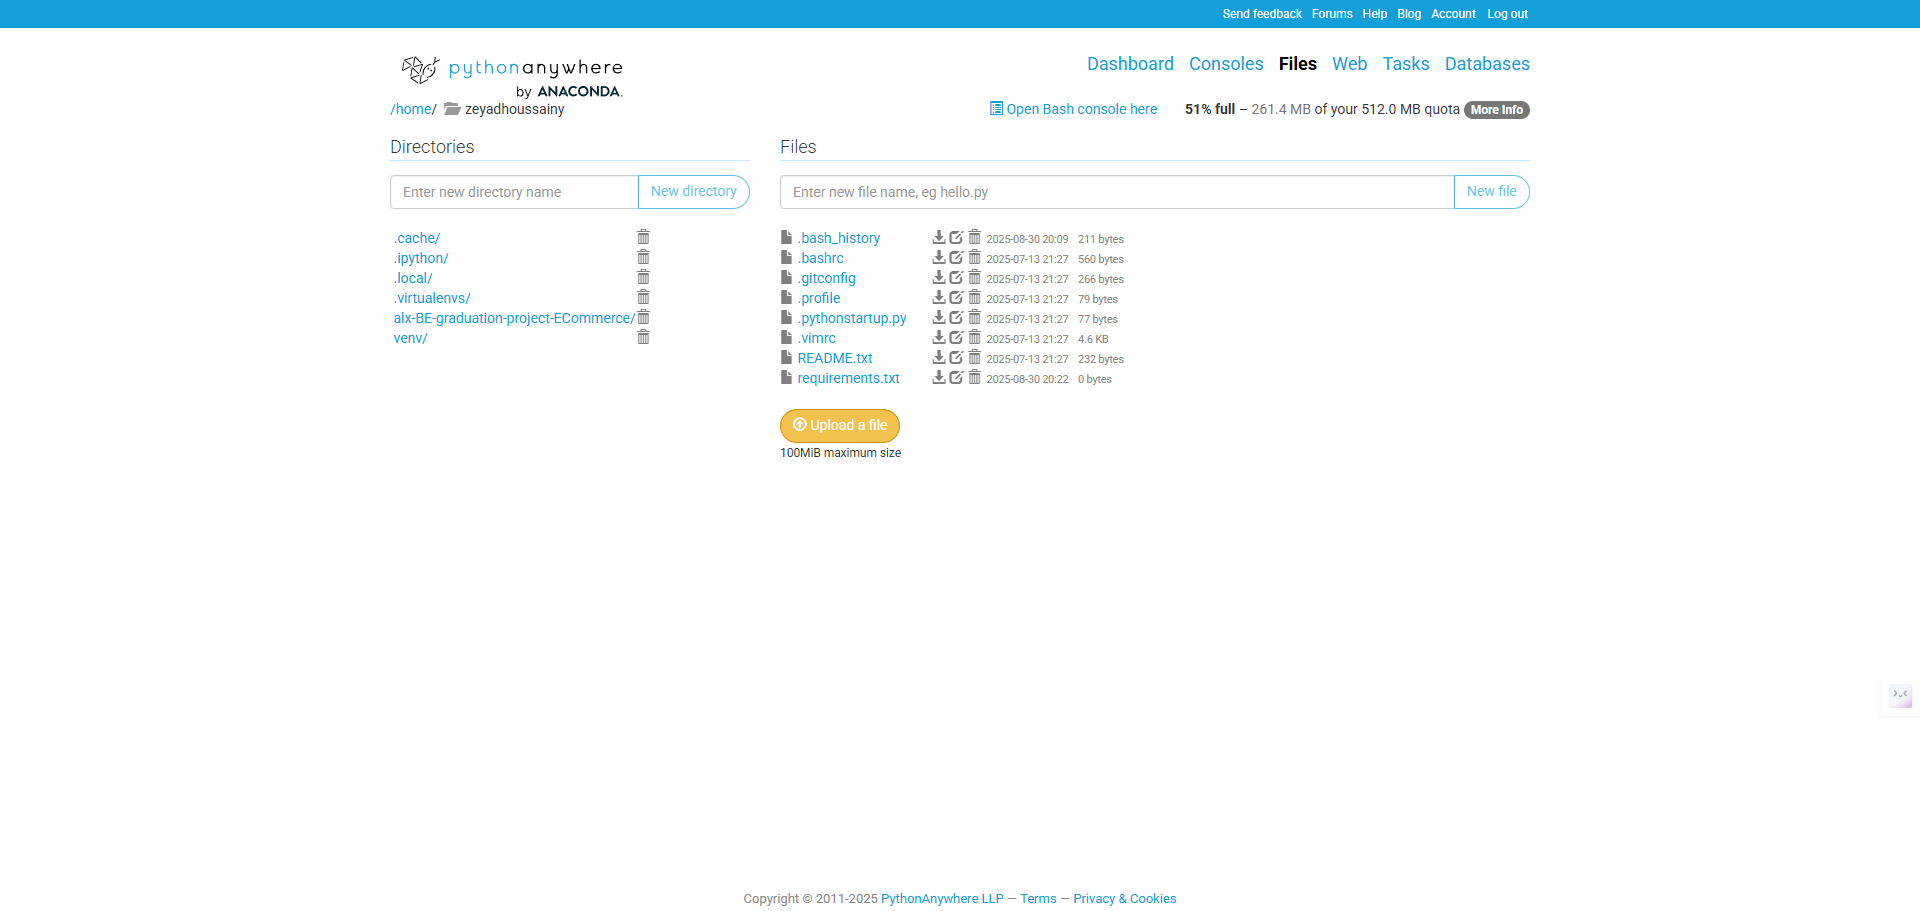 Send feedback Forums Help Blog Account Log out
pythonanywhere
by ANACONDA.
Dashboard Consoles Files Web Tasks Databases
/home/ zeyadhoussainy
Open Bash console here 51% full – 261.4 MB of your 512.0 MB quota More Info
Directories
Enter new directory name New directory
.cache/
.ipython/
.local/
.virtualenvs/
alx-BE-graduation-project-ECommerce/
venv/
Files
Enter new file name, eg hello.py New file
.bash_history 2025-08-30 20:09 211 bytes
.bashrc 2025-07-13 21:27 560 bytes
.gitconfig 2025-07-13 21:27 266 bytes
.profile 2025-07-13 21:27 79 bytes
.pythonstartup.py 2025-07-13 21:27 77 bytes
.vimrc 2025-07-13 21:27 4.6 KB
README.txt 2025-07-13 21:27 232 bytes
requirements.txt 2025-08-30 20:22 0 bytes
Upload a file
100MiB maximum size
Copyright © 2011-2025 PythonAnywhere LLP — Terms — Privacy & Cookies